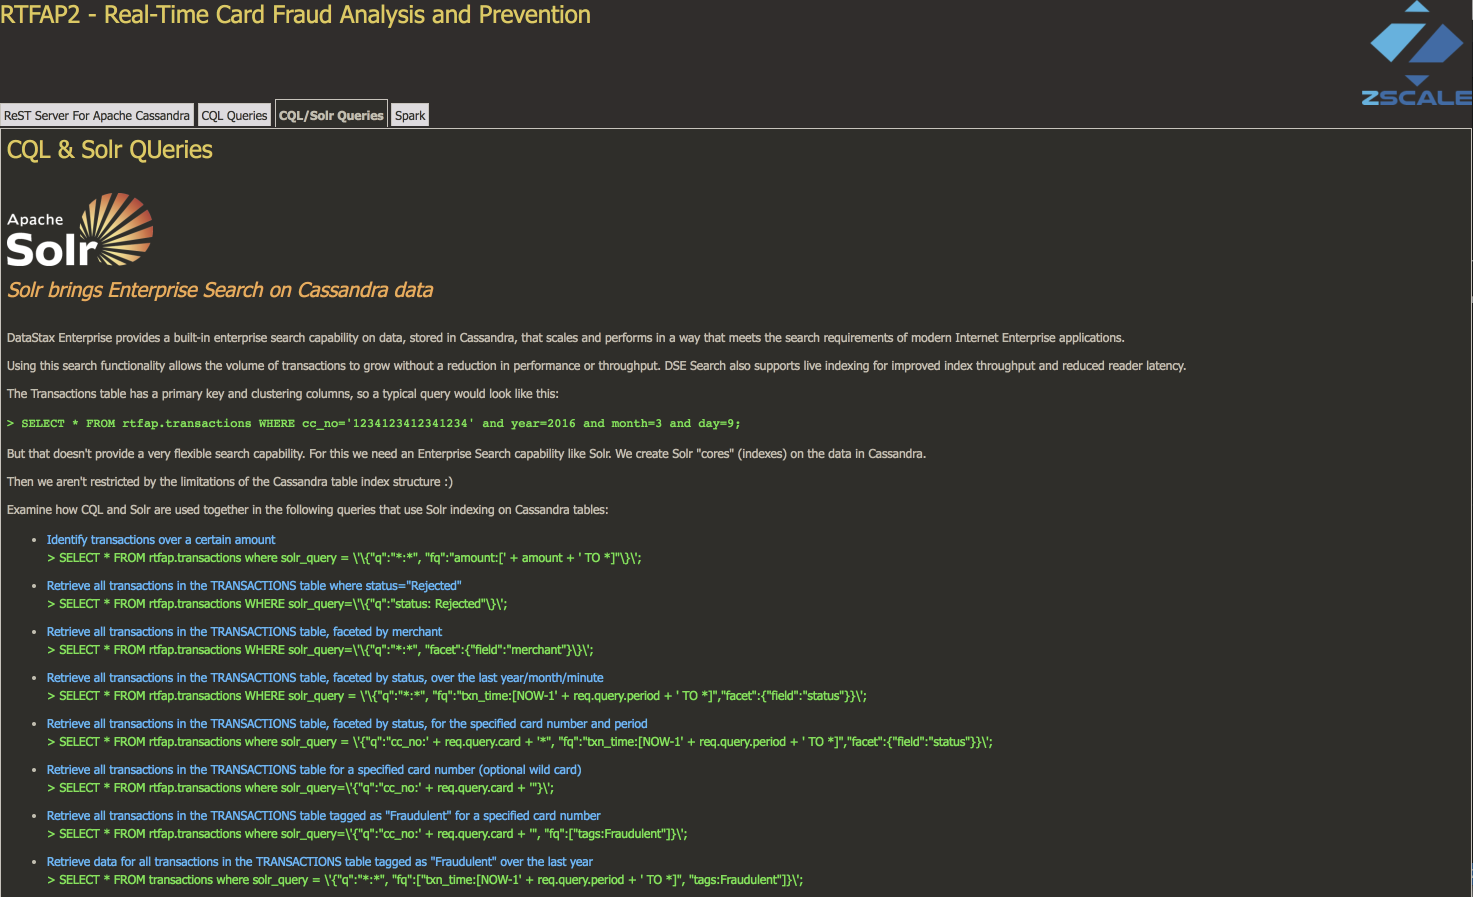 RTFAP2 - Real-Time Card Fraud Analysis and Prevention
ZSCALE
ReST Server For Apache Cassandra
CQL Queries
CQL/Solr Queries
Spark
CQL & Solr QUeries
Apache
Solr
Solr brings Enterprise Search on Cassandra data
DataStax Enterprise provides a built-in enterprise search capability on data, stored in Cassandra, that scales and performs in a way that meets the search requirements of modern Internet Enterprise applications.
Using this search functionality allows the volume of transactions to grow without a reduction in performance or throughput. DSE Search also supports live indexing for improved index throughput and reduced reader latency.
The Transactions table has a primary key and clustering columns, so a typical query would look like this:
> SELECT * FROM rtfap.transactions WHERE cc_no='1234123412341234' and year=2016 and month=3 and day=9;
But that doesn't provide a very flexible search capability. For this we need an Enterprise Search capability like Solr. We create Solr "cores" (indexes) on the data in Cassandra.
Then we aren't restricted by the limitations of the Cassandra table index structure :)
Examine how CQL and Solr are used together in the following queries that use Solr indexing on Cassandra tables:
• Identify transactions over a certain amount
> SELECT * FROM rtfap.transactions where solr_query = \'\{"q":"*:*", "fq":"amount:[' + amount + ' TO *]"\}\';
• Retrieve all transactions in the TRANSACTIONS table where status="Rejected"
> SELECT * FROM rtfap.transactions WHERE solr_query=\'\{"q":"status: Rejected"\}\';
• Retrieve all transactions in the TRANSACTIONS table, faceted by merchant
> SELECT * FROM rtfap.transactions WHERE solr_query=\'\{"q":"*:*", "facet":{"field":"merchant"}\}\';
• Retrieve all transactions in the TRANSACTIONS table, faceted by status, over the last year/month/minute
> SELECT * FROM rtfap.transactions WHERE solr_query = \'\{"q":"*:*", "fq":"txn_time:[NOW-1' + req.query.period + ' TO *]","facet":{"field":"status"}}\';
• Retrieve all transactions in the TRANSACTIONS table, faceted by status, for the specified card number and period
> SELECT * FROM rtfap.transactions where solr_query = \'{"q":"cc_no:' + req.query.card + '*", "fq":"txn_time:[NOW-1' + req.query.period + ' TO *]","facet":{"field":"status"}}\';
• Retrieve all transactions in the TRANSACTIONS table for a specified card number (optional wild card)
> SELECT * FROM rtfap.transactions where solr_query=\'{"q":"cc_no:' + req.query.card + '"}\';
• Retrieve all transactions in the TRANSACTIONS table tagged as "Fraudulent" for a specified card number
> SELECT * FROM rtfap.transactions where solr_query=\'{"q":"cc_no:' + req.query.card + '", "fq":["tags:Fraudulent"]}\';
• Retrieve data for all transactions in the TRANSACTIONS table tagged as "Fraudulent" over the last year
> SELECT * FROM transactions where solr_query = \'{"q":"*:*", "fq":["txn_time:[NOW-1' + req.query.period + ' TO *]", "tags:Fraudulent"]}\';